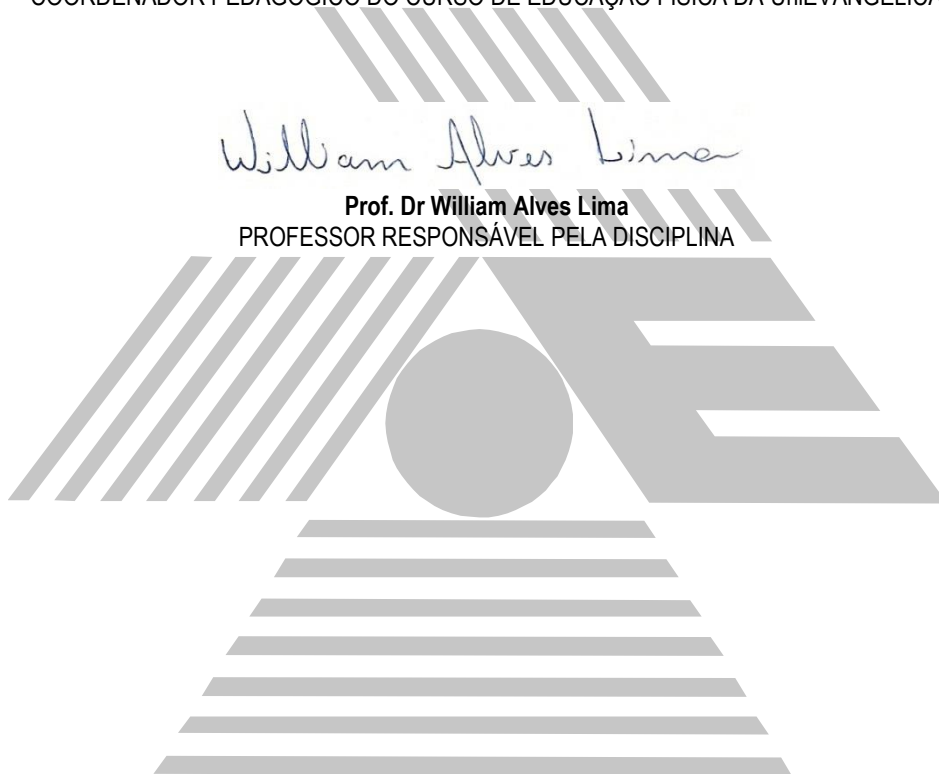 COORDENADOR PEDAGÓGICO DO CURSO DE EDUCAÇÃO FÍSICA DA UniEVANGÉLICA
William Alves Lima
Prof. Dr William Alves Lima
PROFESSOR RESPONSÁVEL PELA DISCIPLINA